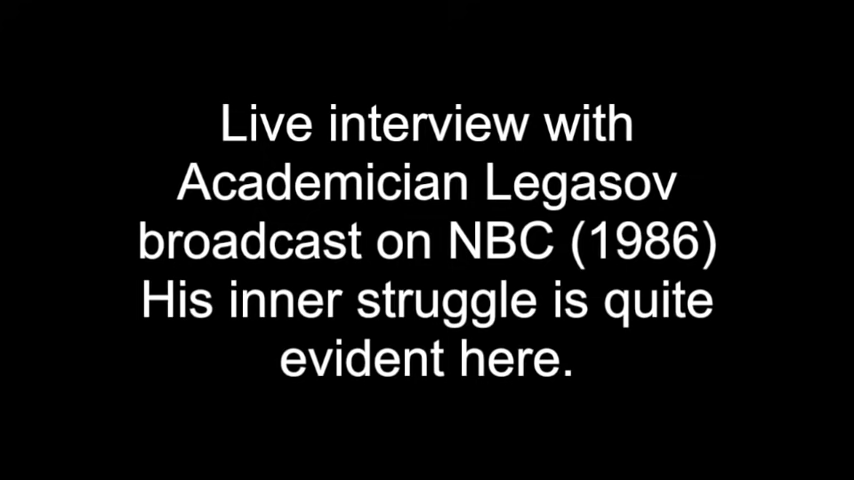 Live interview with
Academician Legasov
broadcast on NBC (1986)
His inner struggle is quite
evident here.